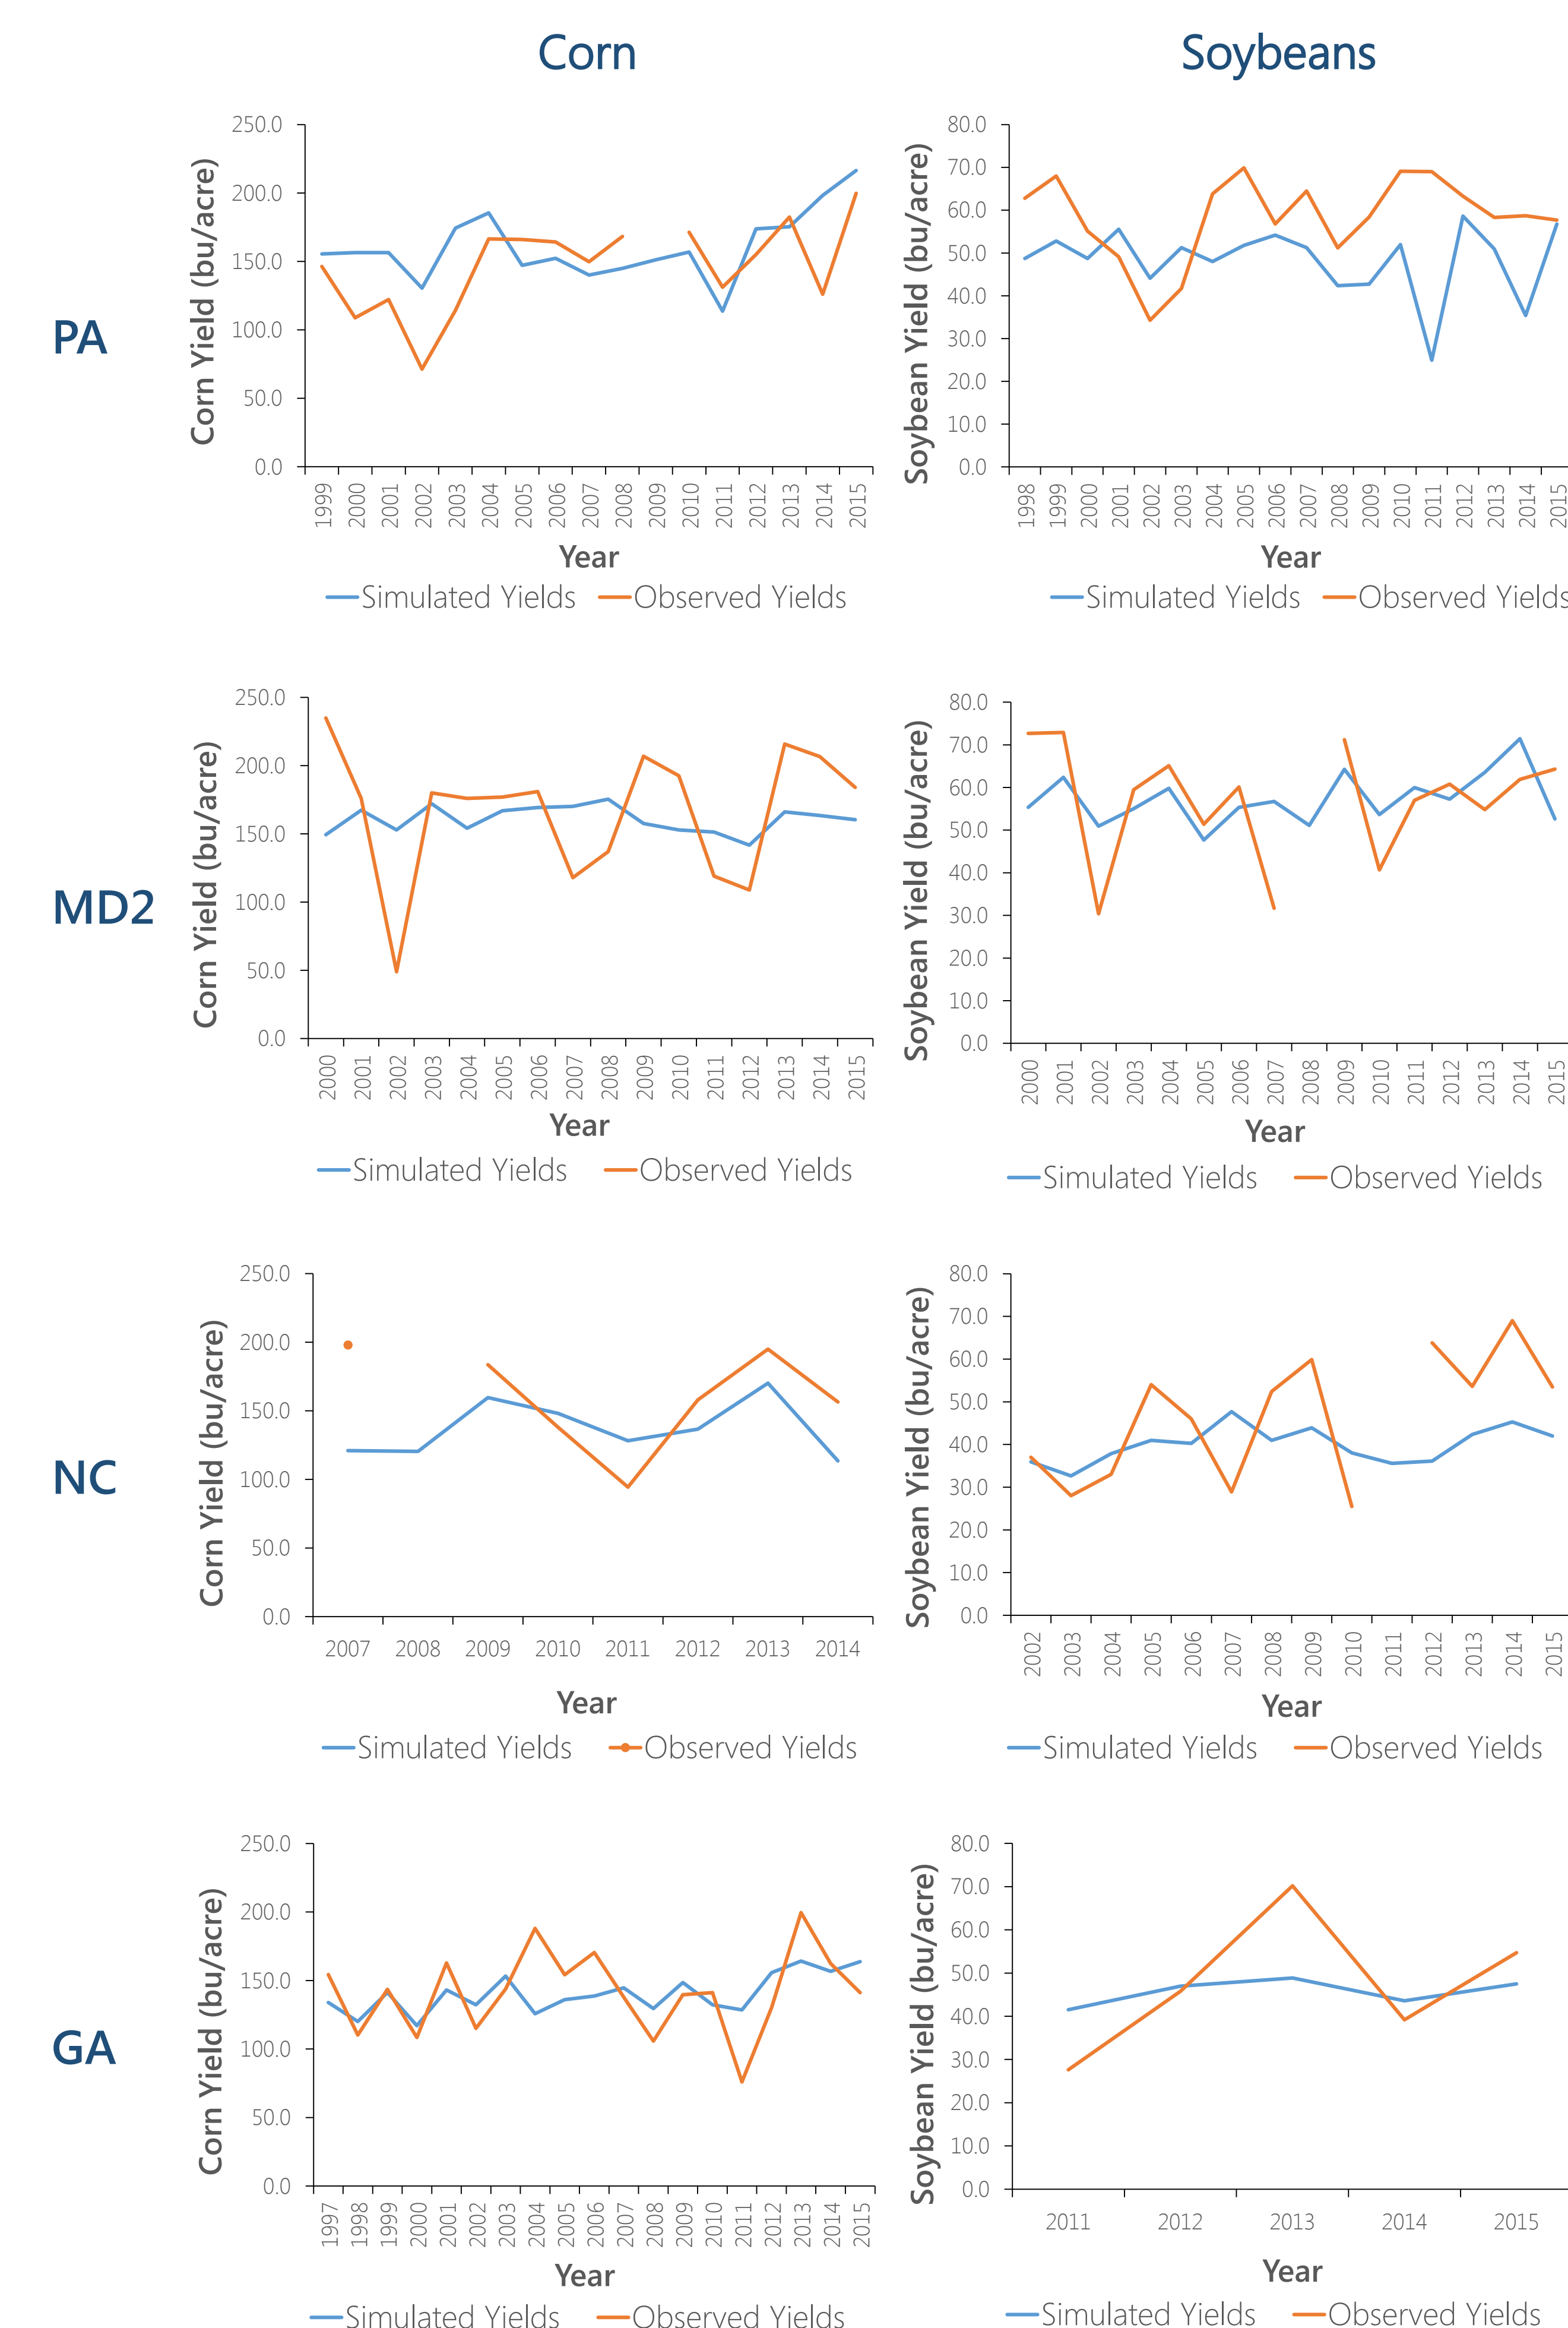 Corn Soybeans
PA
Corn Yield (bu/acre)
250.0
200.0
150.0
100.0
50.0
0.0
1999 2000 2001 2002 2003 2004 2005 2006 2007 2008 2009 2010 2011 2012 2013 2014 2015
Year
Simulated Yields Observed Yields
Soybean Yield (bu/acre)
80.0
70.0
60.0
50.0
40.0
30.0
20.0
10.0
0.0
1998 1999 2000 2001 2002 2003 2004 2005 2006 2007 2008 2009 2010 2011 2012 2013 2014 2015
Year
Simulated Yields Observed Yields
MD2
Corn Yield (bu/acre)
250.0
200.0
150.0
100.0
50.0
0.0
2000 2001 2002 2003 2004 2005 2006 2007 2008 2009 2010 2011 2012 2013 2014 2015
Year
Simulated Yields Observed Yields
Soybean Yield (bu/acre)
80.0
70.0
60.0
50.0
40.0
30.0
20.0
10.0
0.0
2000 2001 2002 2003 2004 2005 2006 2007 2008 2009 2010 2011 2012 2013 2014 2015
Year
Simulated Yields Observed Yields
NC
Corn Yield (bu/acre)
250.0
200.0
150.0
100.0
50.0
0.0
2007 2008 2009 2010 2011 2012 2013 2014
Year
Simulated Yields Observed Yields
Soybean Yield (bu/acre)
80.0
70.0
60.0
50.0
40.0
30.0
20.0
10.0
0.0
2002 2003 2004 2005 2006 2007 2008 2009 2010 2011 2012 2013 2014 2015
Year
Simulated Yields Observed Yields
GA
Corn Yield (bu/acre)
250.0
200.0
150.0
100.0
50.0
0.0
1997 1998 1999 2000 2001 2002 2003 2004 2005 2006 2007 2008 2009 2010 2011 2012 2013 2014 2015
Year
Simulated Yields Observed Yields
Soybean Yield (bu/acre)
80.0
70.0
60.0
50.0
40.0
30.0
20.0
10.0
0.0
2011 2012 2013 2014 2015
Year
Simulated Yields Observed Yields